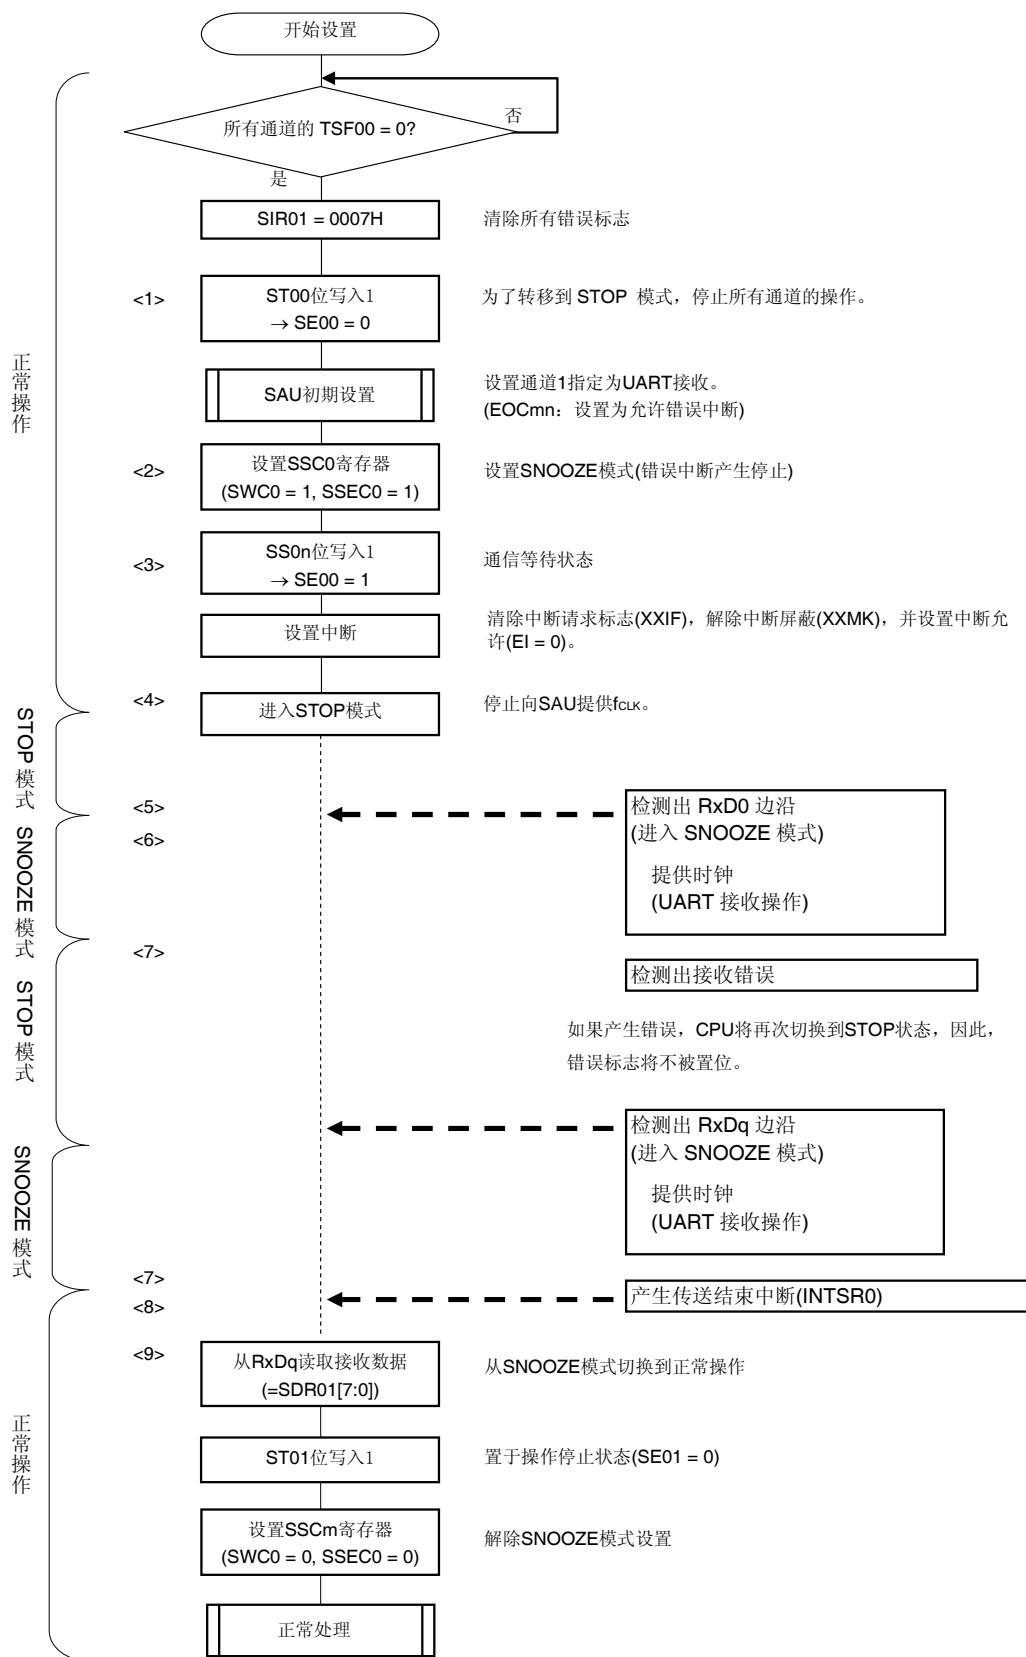 开始设置
所有通道的 TSF00 = 0?
否
是
SIR01 = 0007H
清除所有错误标志
<1>
ST00位写入1
→ SE00 = 0
为了转移到 STOP 模式，停止所有通道的操作。
正常操作
SAU初期设置
设置通道1指定为UART接收。
(EOCmn：设置为允许错误中断)
<2>
设置SSC0寄存器
(SWC0 = 1, SSEC0 = 1)
设置SNOOZE模式(错误中断产生停止)
<3>
SS0n位写入1
→ SE00 = 1
通信等待状态
设置中断
清除中断请求标志(XXIF)，解除中断屏蔽(XXMK)，并设置中断允
许(EI = 0)。
<4>
进入STOP模式
停止向SAU提供fCLK。
STOP 模式
<5>
检测出 RxD0 边沿
(进入 SNOOZE 模式)
提供时钟
(UART 接收操作)
<6>
SNOOZE 模式
<7>
检测出接收错误
STOP 模式
如果产生错误，CPU将再次切换到STOP状态，因此，
错误标志将不被置位。
检测出 RxDq 边沿
(进入 SNOOZE 模式)
提供时钟
(UART 接收操作)
SNOOZE 模式
<7>
<8>
产生传送结束中断(INTSR0)
<9>
从RxDq读取接收数据
(=SDR01[7:0])
从SNOOZE模式切换到正常操作
正常操作
ST01位写入1
置于操作停止状态(SE01 = 0)
设置SSCm寄存器
(SWC0 = 0, SSEC0 = 0)
解除SNOOZE模式设置
正常处理